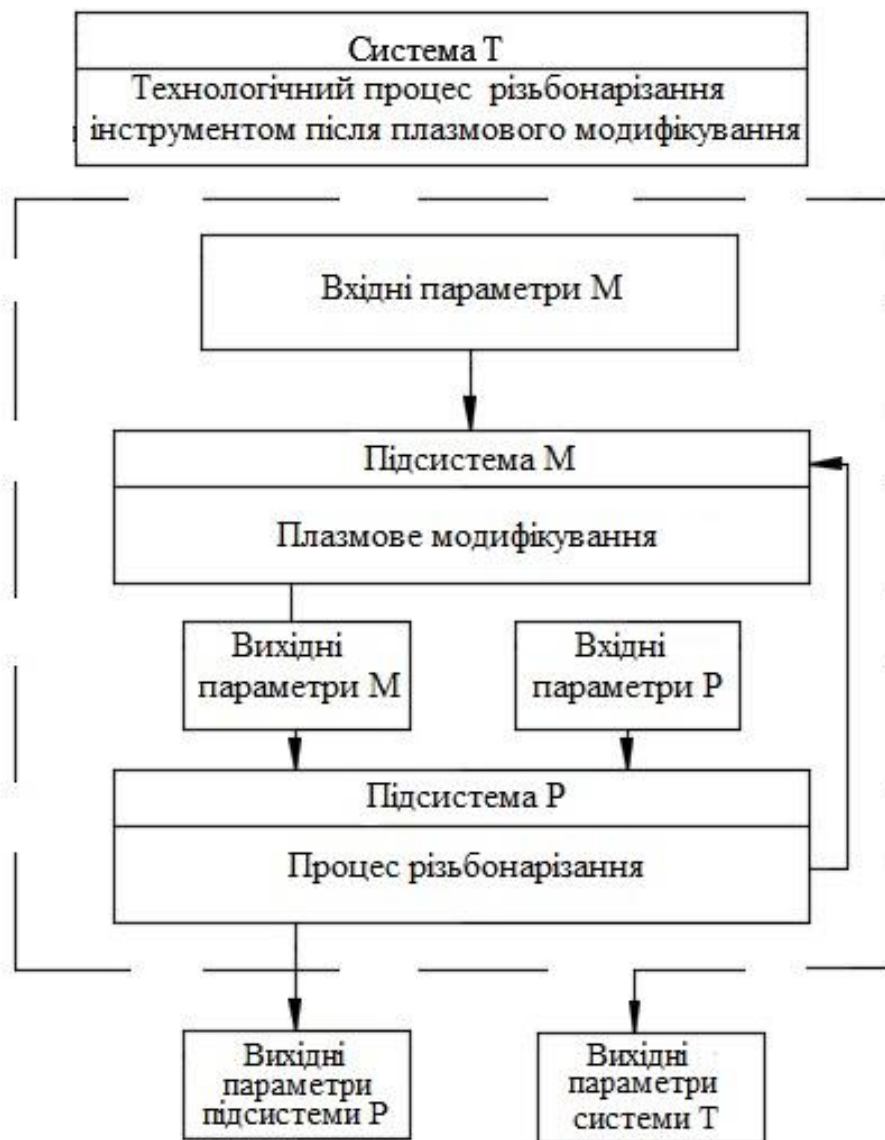 Система Т
Технологічний процес різьбонарізання
інструментом після плазмового модифікування
Вхідні параметри М
Підсистема М
Плазмове модифікування
Вихідні
параметри М
Вхідні
параметри Р
Підсистема Р
Процес різьбонарізання
Вихідні
параметри
підсистеми Р
Вихідні
параметри
системи Т